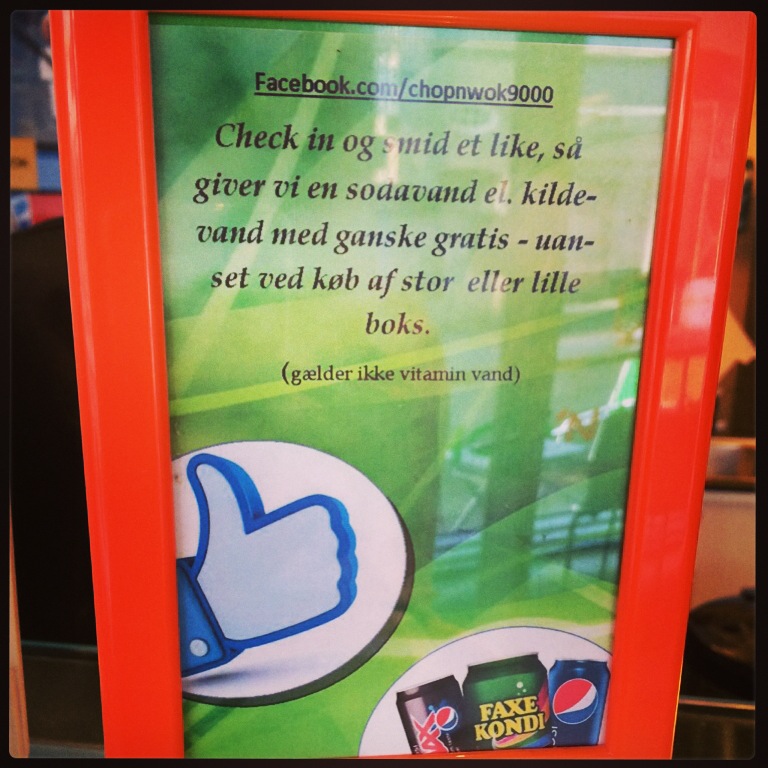 Facebook.com/chopnwok9000
Check in og smid et like, så
giver vi en sodavand el. kilde-
vand med ganske gratis - uan-
set ved køb af stor eller lille
boks.
(gælder ikke vitamin vand)
FAXE
KONDI